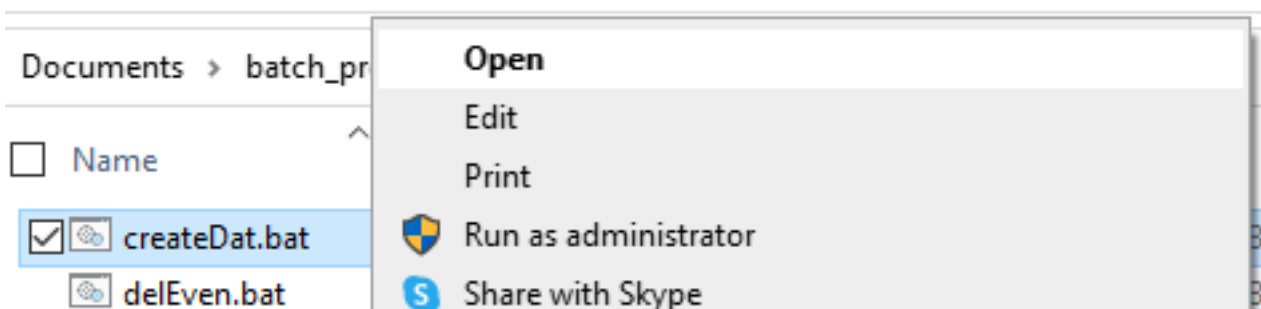 Documents > batch_pr
Open
Edit
Name
Print
createDat.bat
Run as administrator
delEven.bat
Share with Skype